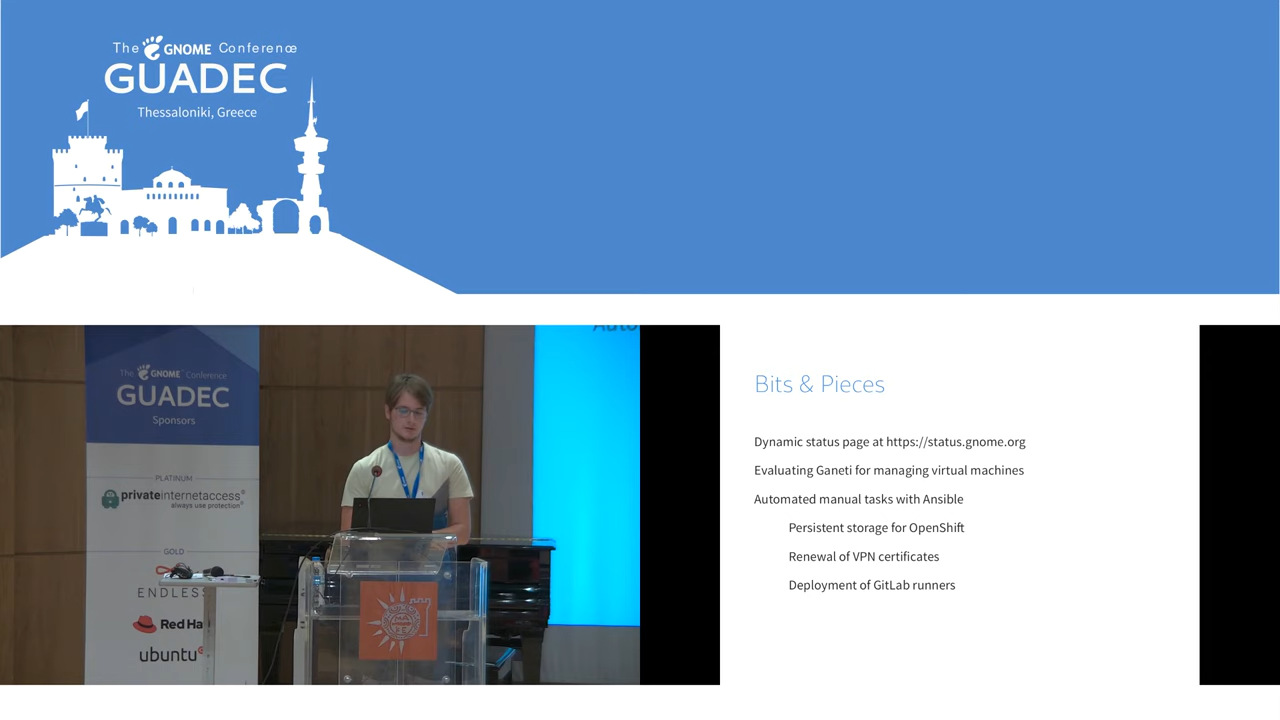 The GNOME Conference
GUADEC
Thessaloniki, Greece
The GNOME Conference
GUADEC
Sponsors
PLATINUM
privateinternetaccess®
always use protection®
GOLD
ENDLESS
Red Ha
ubuntu
Bits & Pieces
Dynamic status page at https://status.gnome.org
Evaluating Ganeti for managing virtual machines
Automated manual tasks with Ansible
Persistent storage for OpenShift
Renewal of VPN certificates
Deployment of GitLab runners